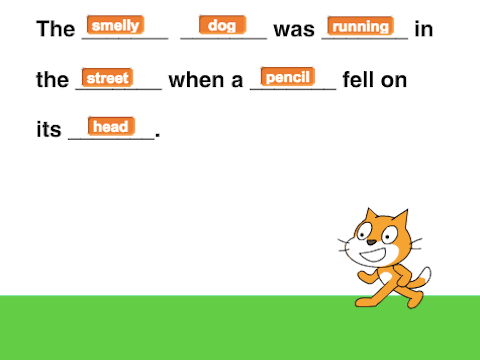 The smelly dog was running in
the street when a pencil fell on
its head.